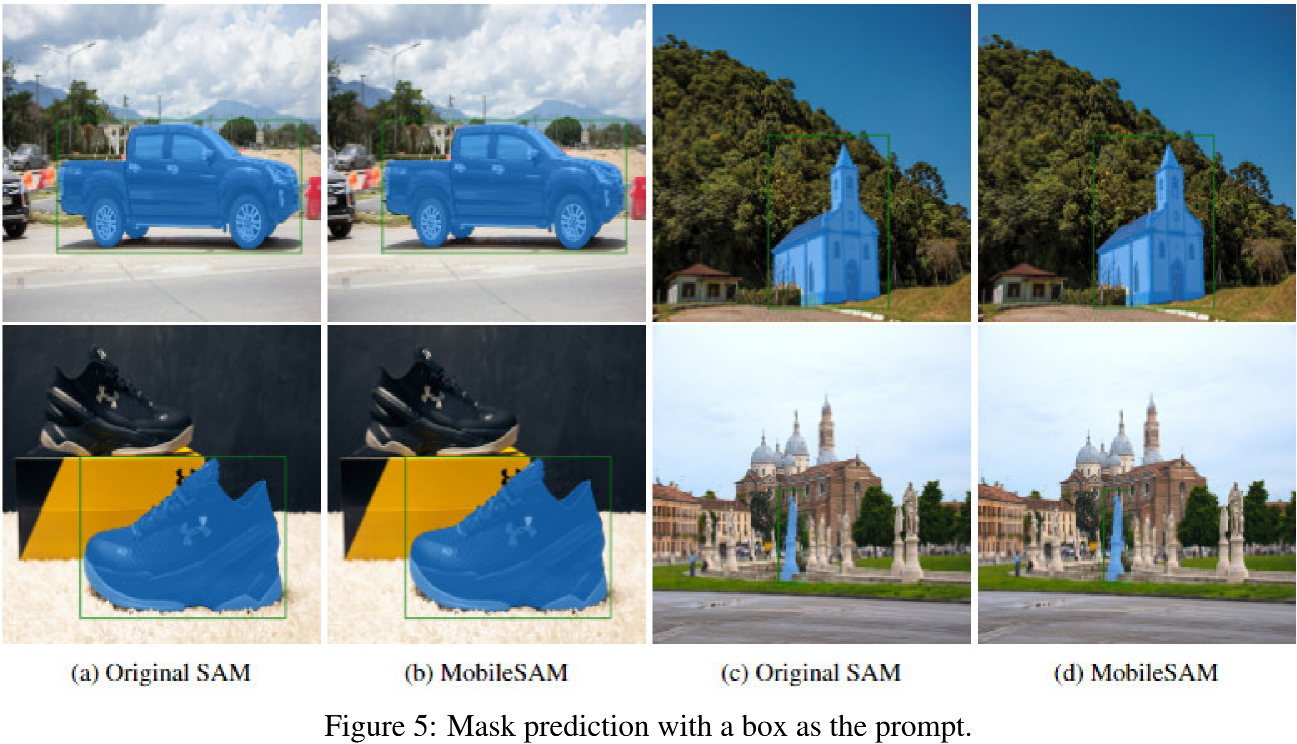 (a) Original SAM
(b) MobileSAM
(c) Original SAM
(d) MobileSAM
Figure 5: Mask prediction with a box as the prompt.